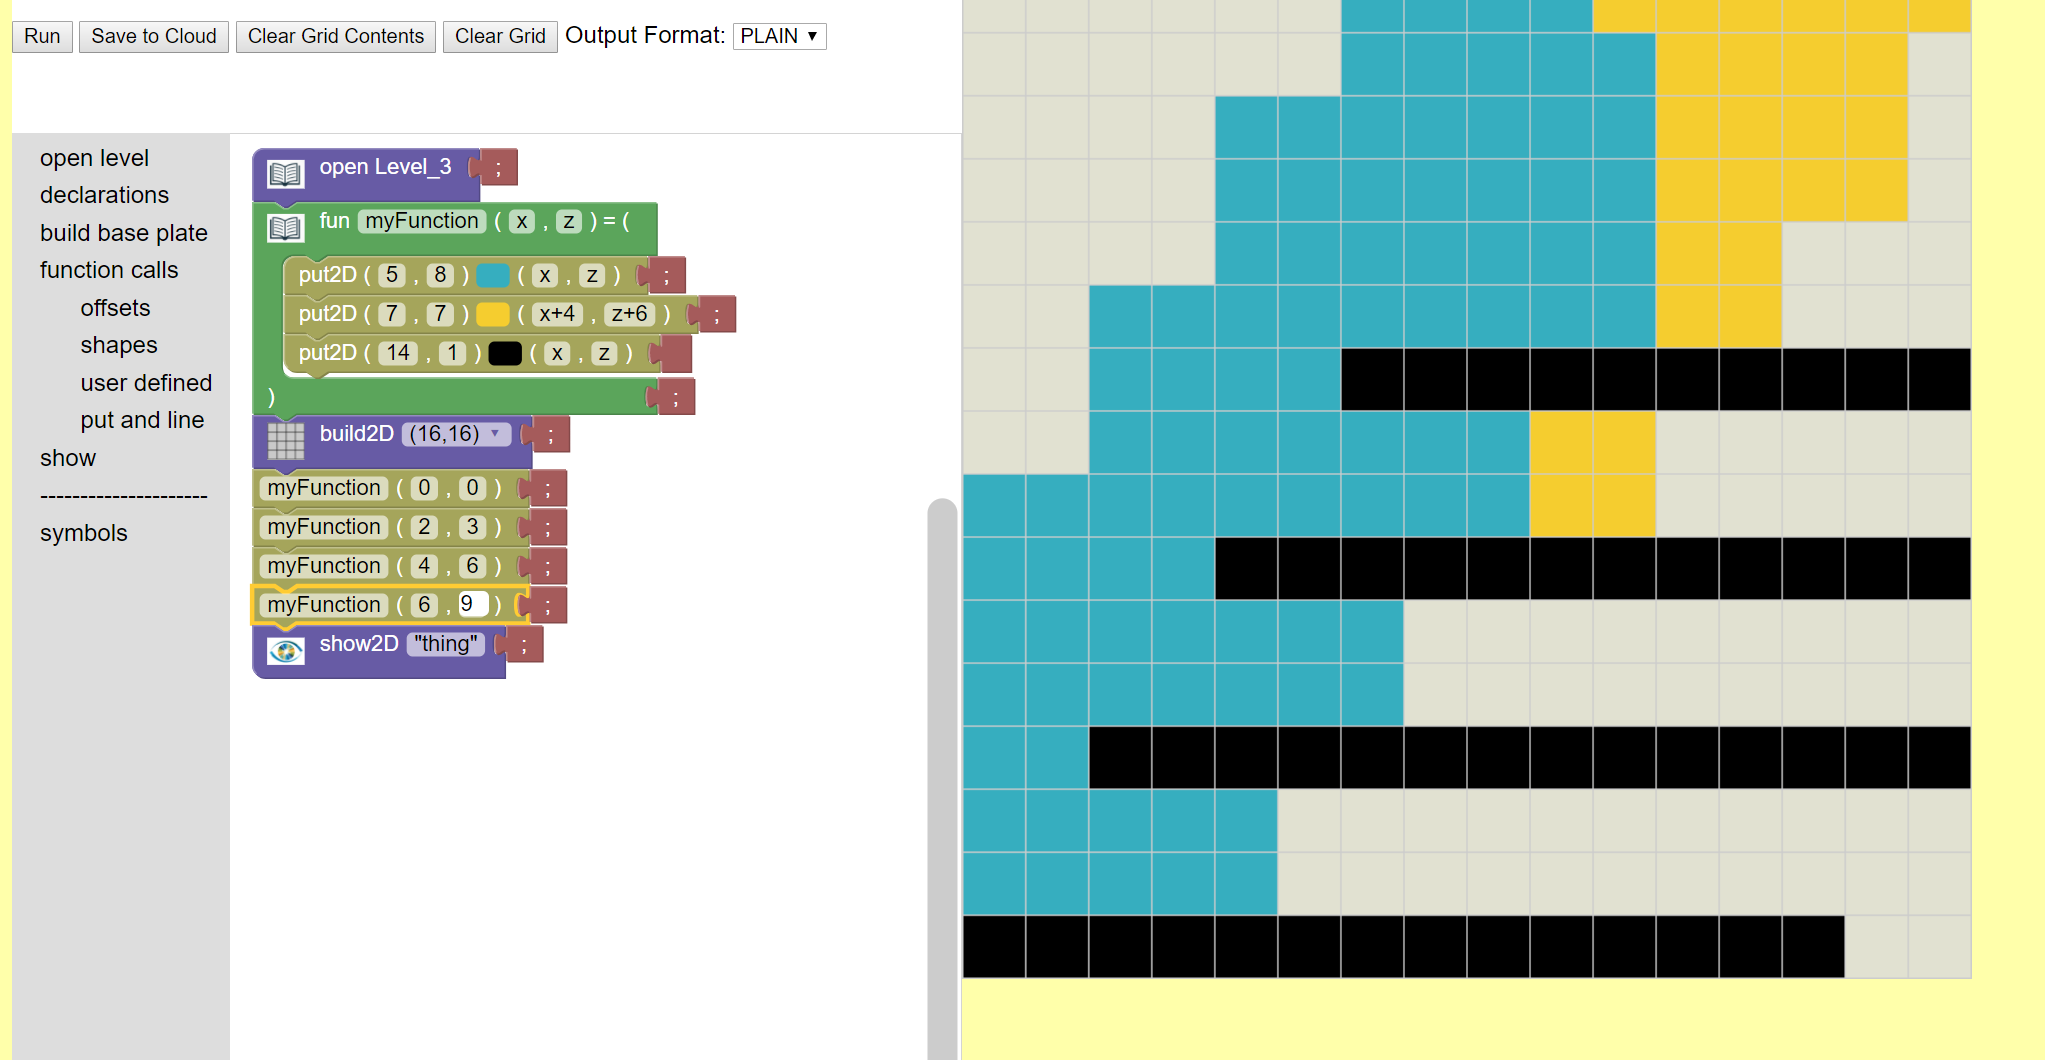 Run Save to Cloud Clear Grid Contents Clear Grid Output Format: PLAIN
open level
declarations
build base plate
function calls
offsets
shapes
user defined
put and line
show
---------------------
symbols
open Level_3 ;
fun myFunction ( x , z ) = (
put2D ( 5 , 8 ) ( x , z ) ;
put2D ( 7 , 7 ) ( x+4 , z+6 ) ;
put2D ( 14 , 1 ) ( x , z )
) ;
build2D (16,16) ;
myFunction ( 0 , 0 ) ;
myFunction ( 2 , 3 ) ;
myFunction ( 4 , 6 ) ;
myFunction ( 6 , 9 ) ;
show2D "thing" ;